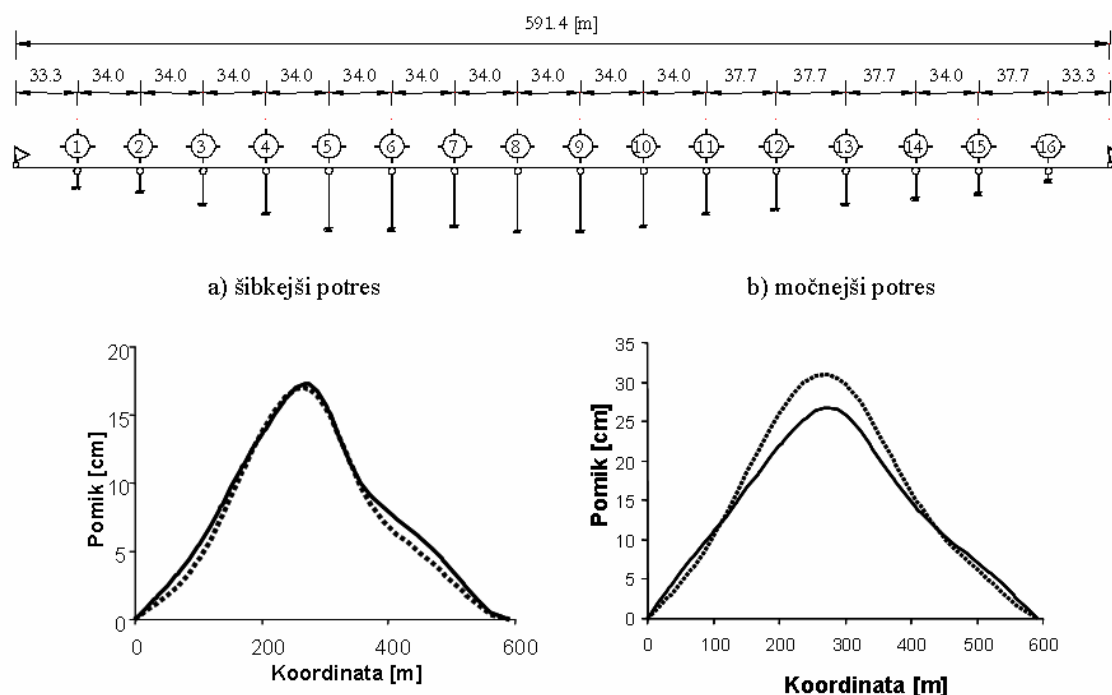 591.4 [m]
33.3 34.0 34.0 34.0 34.0 34.0 34.0 34.0 34.0 34.0 34.0 37.7 37.7 37.7 34.0 37.7 33.3
1 2 3 4 5 6 7 8 9 10 11 12 13 14 15 16
a) šibkejši potres
b) močnejši potres
20
15
10
5
0
Pomik [cm]
0 200 400 600
Koordinata [m]
35
30
25
20
15
10
5
0
Pomik [cm]
0 100 200 300 400 500 600
Koordinata [m]